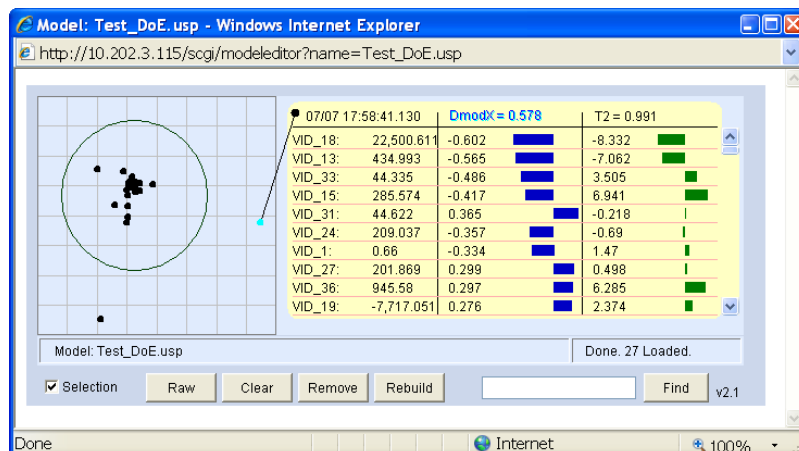 Model: Test_DoE.usp - Windows Internet Explorer
http://10.202.3.115/scgi/modeleditor?name=Test_DoE.usp
07/07 17:58:41.130 DmodX = 0.578 T2 = 0.991
VID_18: 22,500.611 -0.602 -8.332
VID_13: 434.993 -0.565 -7.062
VID_33: 44.335 -0.486 3.505
VID_15: 285.574 -0.417 6.941
VID_31: 44.622 0.365 -0.218
VID_24: 209.037 -0.357 -0.69
VID_1: 0.66 -0.334 1.47
VID_27: 201.869 0.299 0.498
VID_36: 945.58 0.297 6.285
VID_19: -7,717.051 0.276 2.374
Model: Test_DoE.usp Done. 27 Loaded.
Selection Raw Clear Remove Rebuild Find v2.1
Done Internet 100%